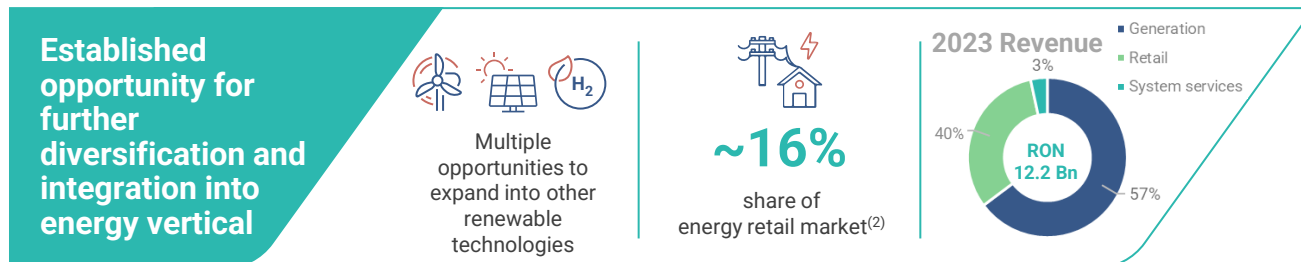 Established
opportunity for
further
diversification and
integration into
energy vertical
H2
Multiple
opportunities to
expand into other
renewable
technologies
~16%
share of
energy retail market(2)
2023 Revenue
Generation
Retail
System services
3%
40%
57%
RON
12.2 Bn